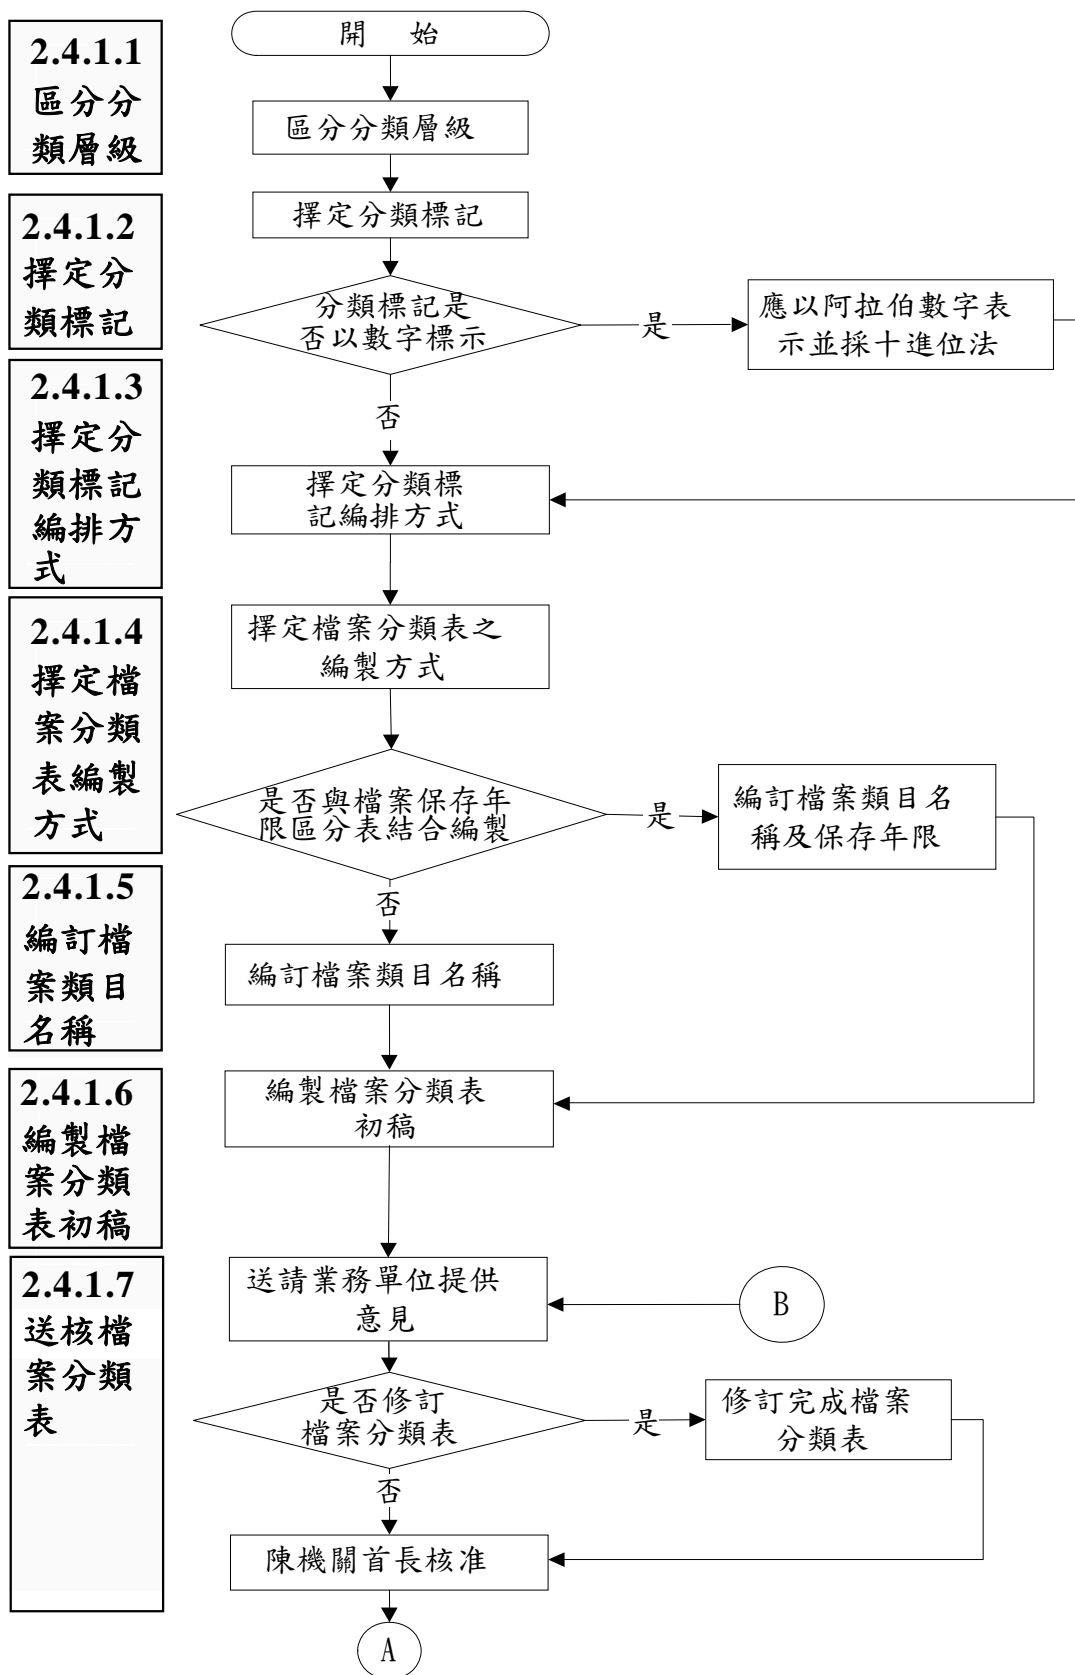 2.4.1.1
區分分
類層級
2.4.1.2
擇定分
類標記
2.4.1.3
擇定分
類標記
編排方
式
2.4.1.4
擇定檔
案分類
表編製
方式
2.4.1.5
編訂檔
案類目
名稱
2.4.1.6
編製檔
案分類
表初稿
2.4.1.7
送核檔
案分類
表
開 始
區分分類層級
擇定分類標記
分類標記是
否以數字標示
是
應以阿拉伯數字表
示並採十進位法
否
擇定分類標
記編排方式
擇定檔案分類表之
編製方式
是否與檔案保存年
限區分表結合編製
是
編訂檔案類目名
稱及保存年限
否
編訂檔案類目名稱
編製檔案分類表
初稿
送請業務單位提供
意見
B
是否修訂
檔案分類表
是
修訂完成檔案
分類表
否
陳機關首長核准
A